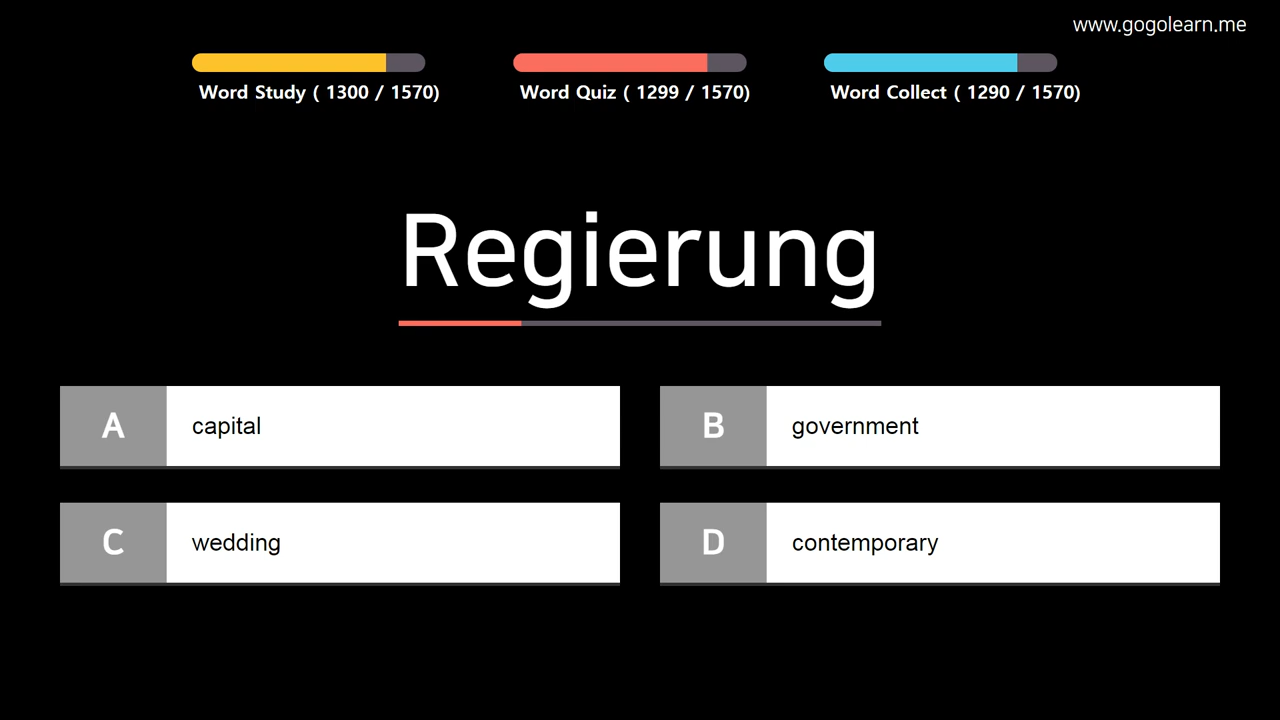 www.gogolearn.me
Word Study ( 1300 / 1570)
Word Quiz ( 1299 / 1570)
Word Collect ( 1290 / 1570)
Regierung
A capital
B government
C wedding
D contemporary